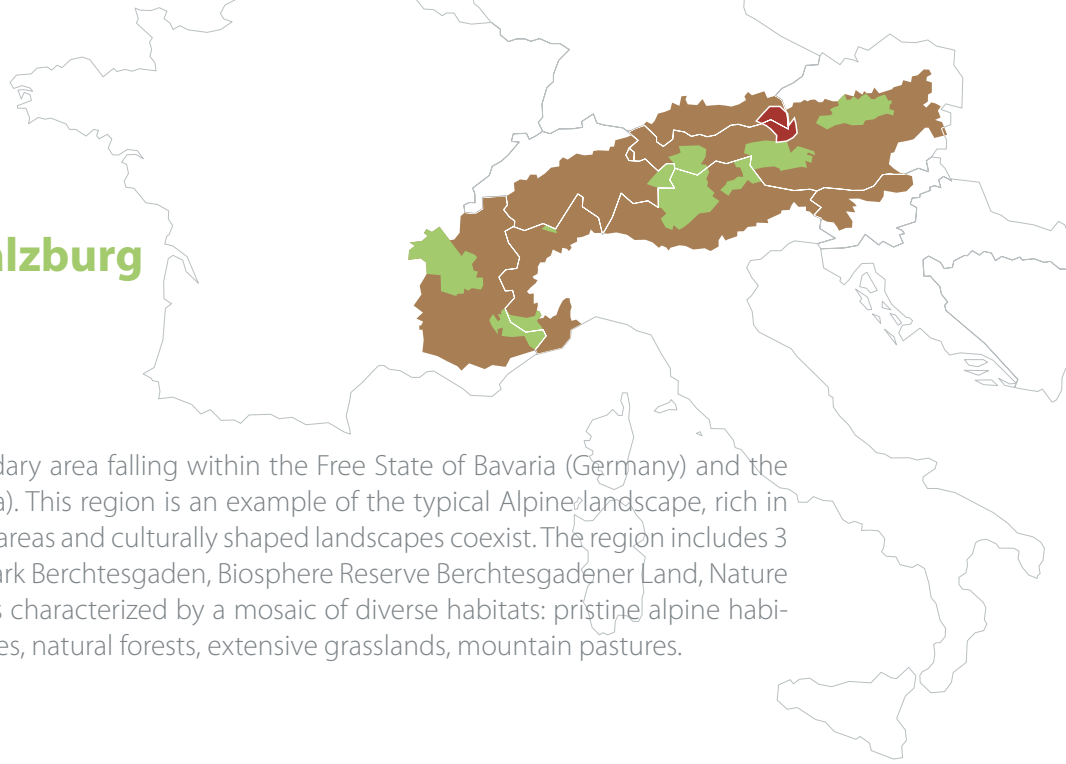 alzburg
dary area falling within the Free State of Bavaria (Germany) and the
a). This region is an example of the typical Alpine landscape, rich in
areas and culturally shaped landscapes coexist. The region includes 3
ark Berchtesgaden, Biosphere Reserve Berchtesgadener Land, Nature
s characterized by a mosaic of diverse habitats: pristine alpine habi-
es, natural forests, extensive grasslands, mountain pastures.